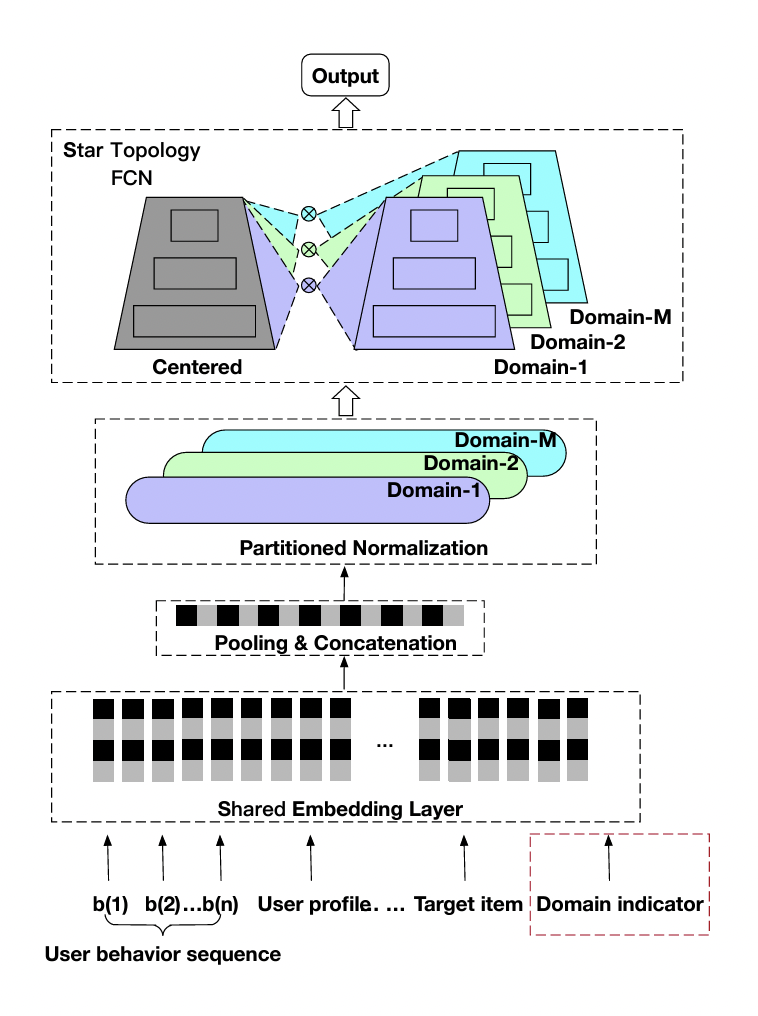 Output
Star Topology
FCN
Domain-M
Domain-2
Centered
Domain-1
Domain-M
Domain-2
Domain-1
Partitioned Normalization
Pooling & Concatenation
...
Shared Embedding Layer
b(1) b(2)...b(n) User profile.. ... Target item Domain indicator
User behavior sequence